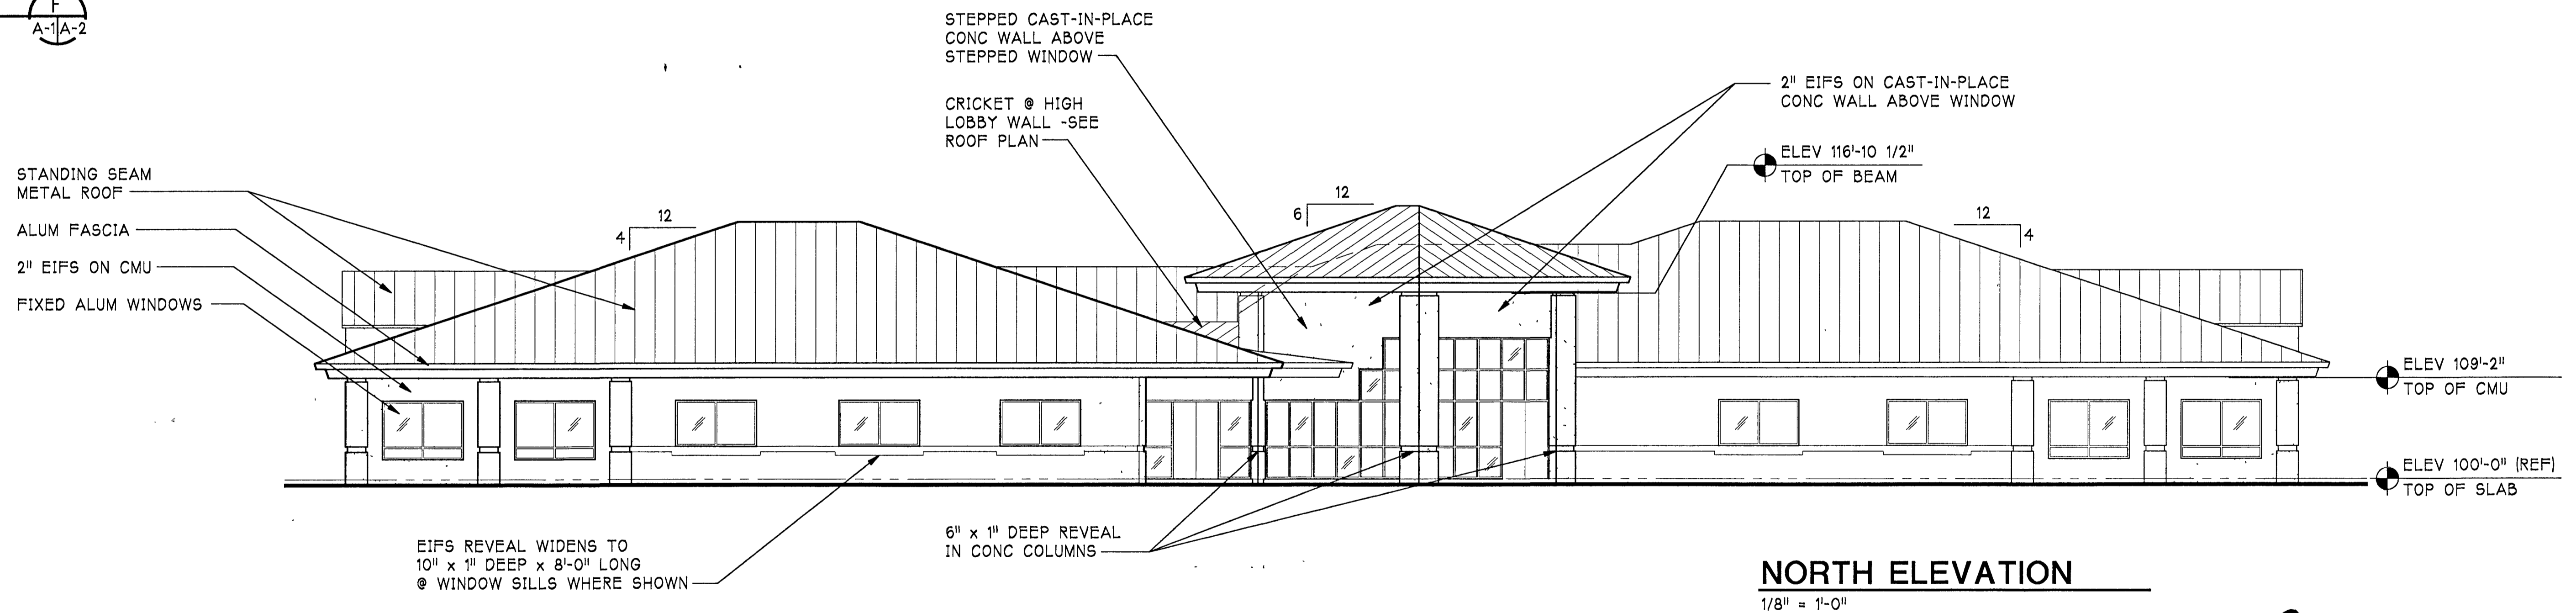 F
A-1 A-2
STEPPED CAST-IN-PLACE
CONC WALL ABOVE
STEPPED WINDOW
CRICKET @ HIGH
LOBBY WALL -SEE
ROOF PLAN
2" EIFS ON CAST-IN-PLACE
CONC WALL ABOVE WINDOW
ELEV 116'-10 1/2"
TOP OF BEAM
STANDING SEAM
METAL ROOF
ALUM FASCIA
2" EIFS ON CMU
FIXED ALUM WINDOWS
12
4
12
6
12
4
ELEV 109'-2"
TOP OF CMU
ELEV 100'-0" (REF)
TOP OF SLAB
EIFS REVEAL WIDENS TO
10" x 1" DEEP x 8'-0" LONG
@ WINDOW SILLS WHERE SHOWN
6" x 1" DEEP REVEAL
IN CONC COLUMNS
NORTH ELEVATION
1/8" = 1'-0"